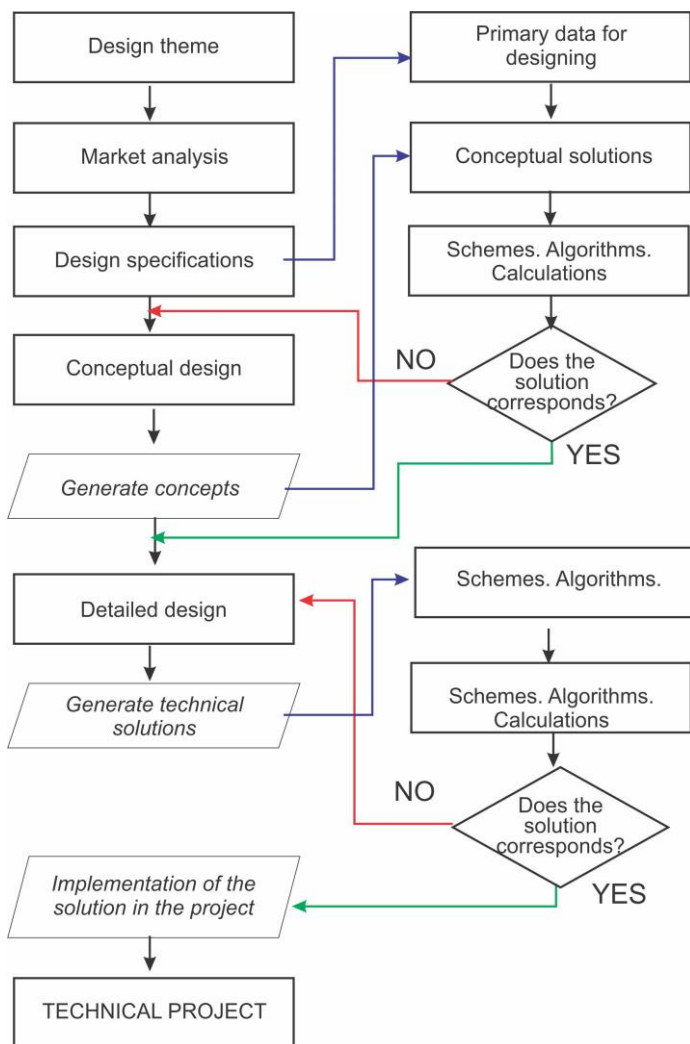 Design theme
Market analysis
Design specifications
Conceptual design
Generate concepts
Detailed design
Generate technical
solutions
Implementation of the
solution in the project
TECHNICAL PROJECT
Primary data for
designing
Conceptual solutions
Schemes. Algorithms.
Calculations
Does the
solution
corresponds?
NO
YES
Schemes. Algorithms.
Schemes. Algorithms.
Calculations
Does the
solution
corresponds?
NO
YES